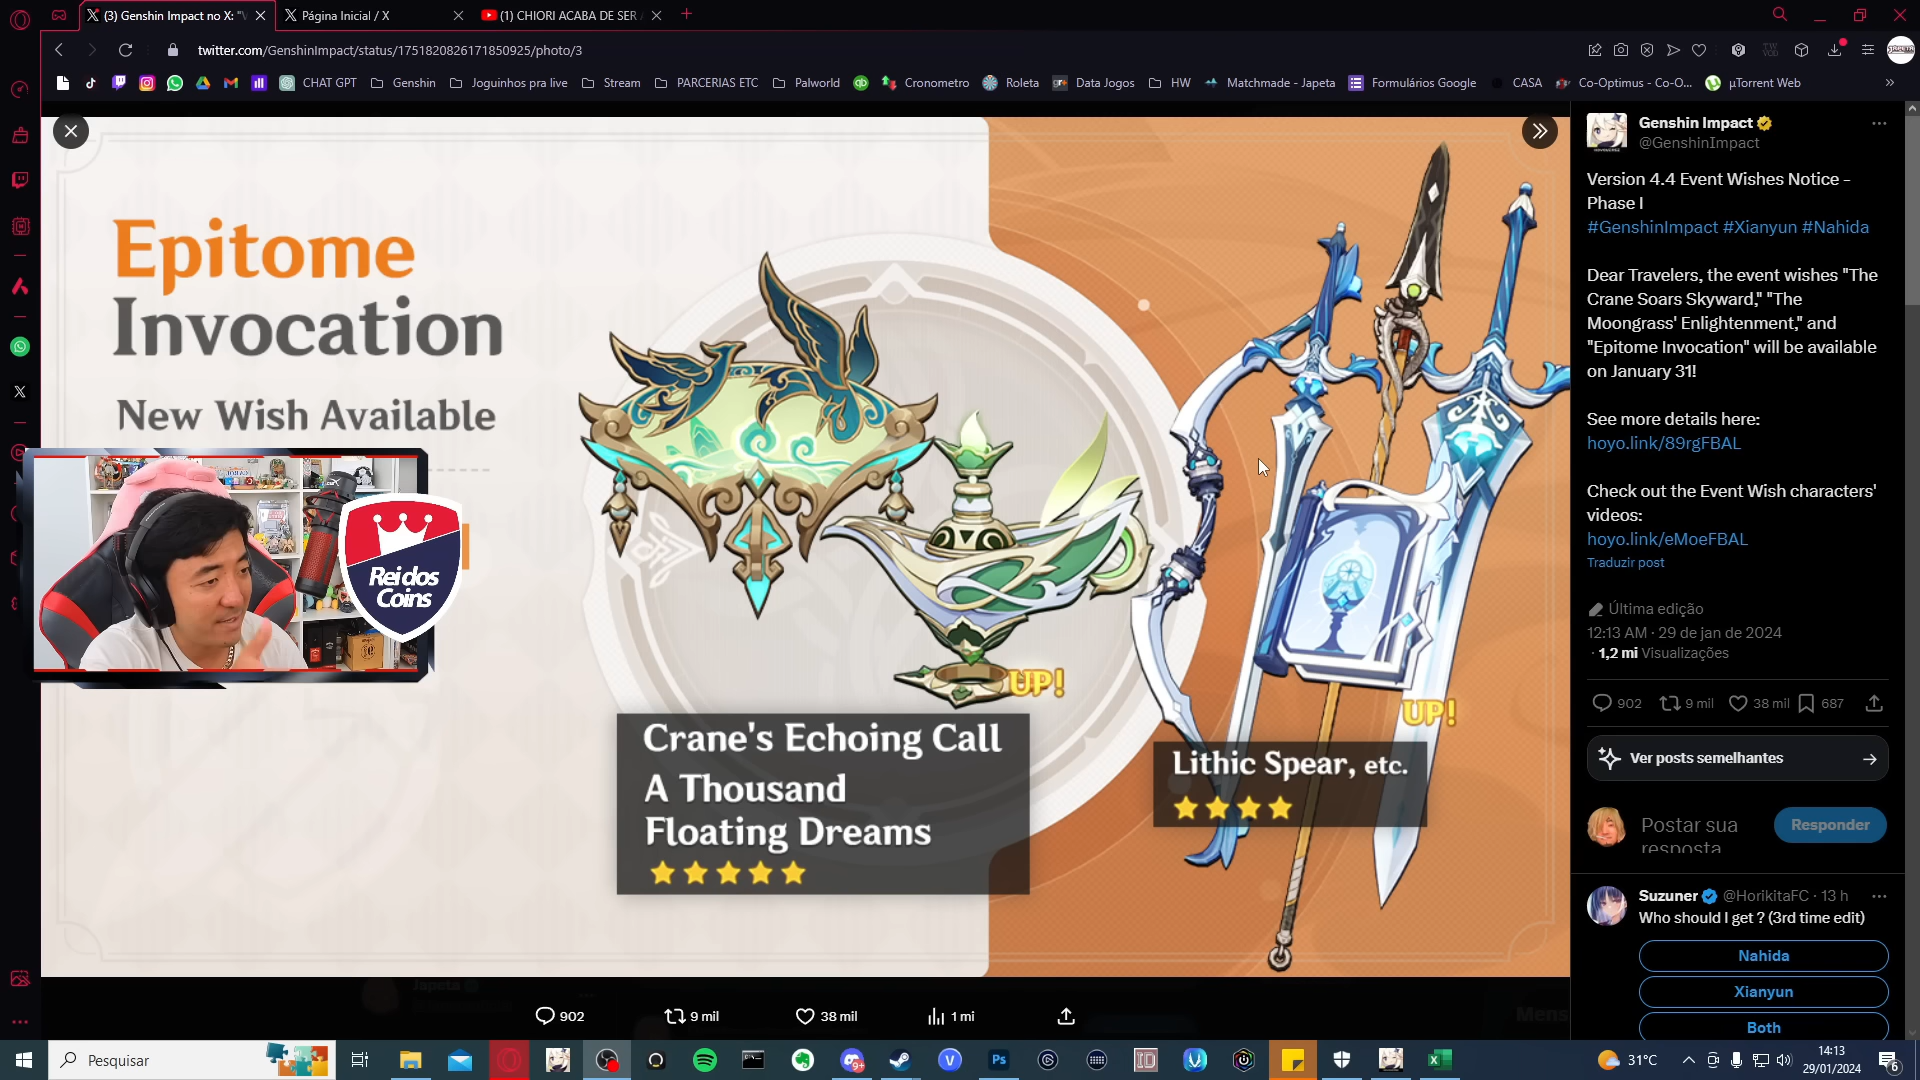 (3) Genshin Impact no X: "V
Página Inicial / X
(1) CHIORI ACABA DE SER
twitter.com/GenshinImpact/status/1751820826171850925/photo/3
CHAT GPT
Genshin
Joguinhos pra live
Stream
PARCERIAS ETC
Palworld
Cronometro
Roleta
Data Jogos
HW
Matchmade - Japeta
Formulários Google
CASA
Co-Optimus - Co-O...
µTorrent Web
Epitome
Invocation
New Wish Available
Rei dos
Coins
UP!
Crane's Echoing Call
A Thousand
Floating Dreams
UP!
Lithic Spear, etc.
902
9 mil
38 mil
1 mi
Genshin Impact
@GenshinImpact
Version 4.4 Event Wishes Notice -
Phase I
#GenshinImpact #Xianyun #Nahida
Dear Travelers, the event wishes "The
Crane Soars Skyward," "The
Moongrass' Enlightenment," and
"Epitome Invocation" will be available
on January 31!
See more details here:
hoyo.link/89rgFBAL
Check out the Event Wish characters'
videos:
hoyo.link/eMoeFBAL
Traduzir post
Última edição
12:13 AM · 29 de jan de 2024
· 1,2 mi Visualizações
902
9 mil
38 mil
687
Ver posts semelhantes
Postar sua
resposta
Responder
Suzuner @HorikitaFC · 13 h
Who should I get ? (3rd time edit)
Nahida
Xianyun
Both
Pesquisar
31°C
14:13
29/01/2024